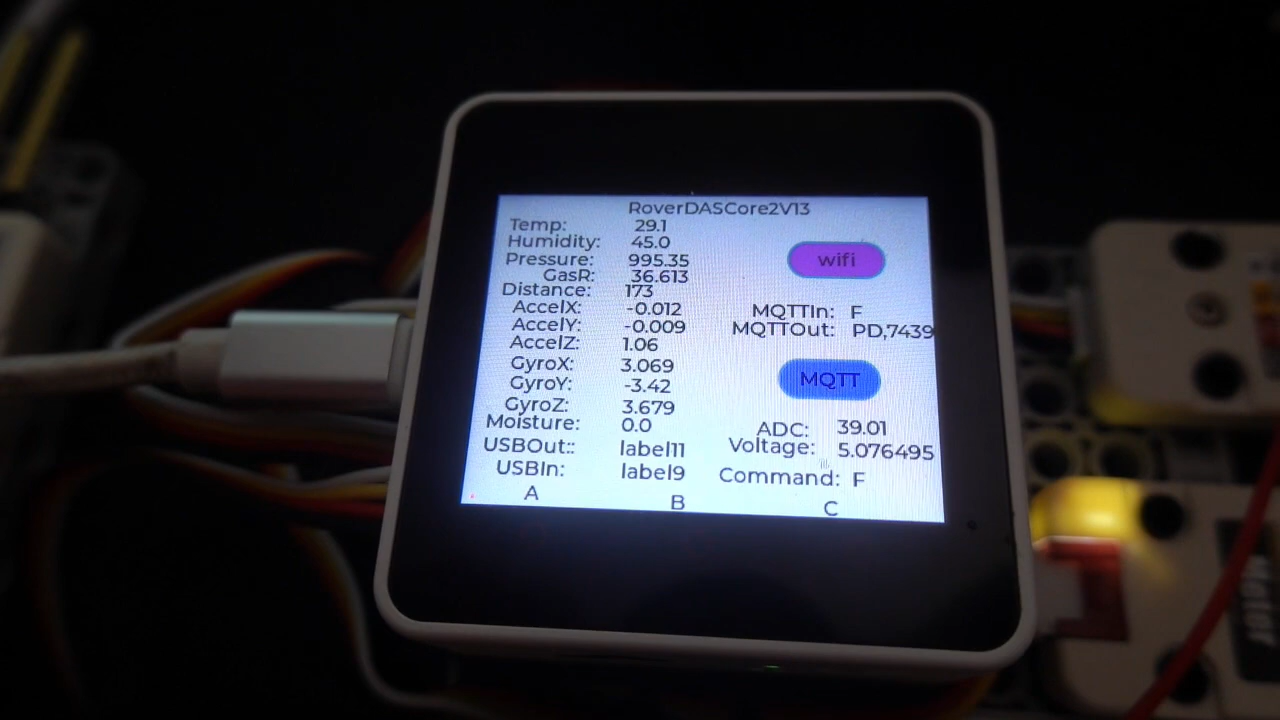 RoverDASCore2V13
Temp: 29.1
Humidity: 45.0
wifi
Pressure: 995.35
GasR: 36.613
Distance: 173
AccelX: -0.012 MQTTIn: F
AccelY: -0.009 MQTTOut: PD,7439
AccelZ: 1.06
GyroX: 3.069
MQTT
GyroY: -3.42
GyroZ: 3.679
Moisture: 0.0 ADC: 39.01
USBOut:: label11 Voltage: 5.076495
USBIn: label9 Command: F
A B C
Meter